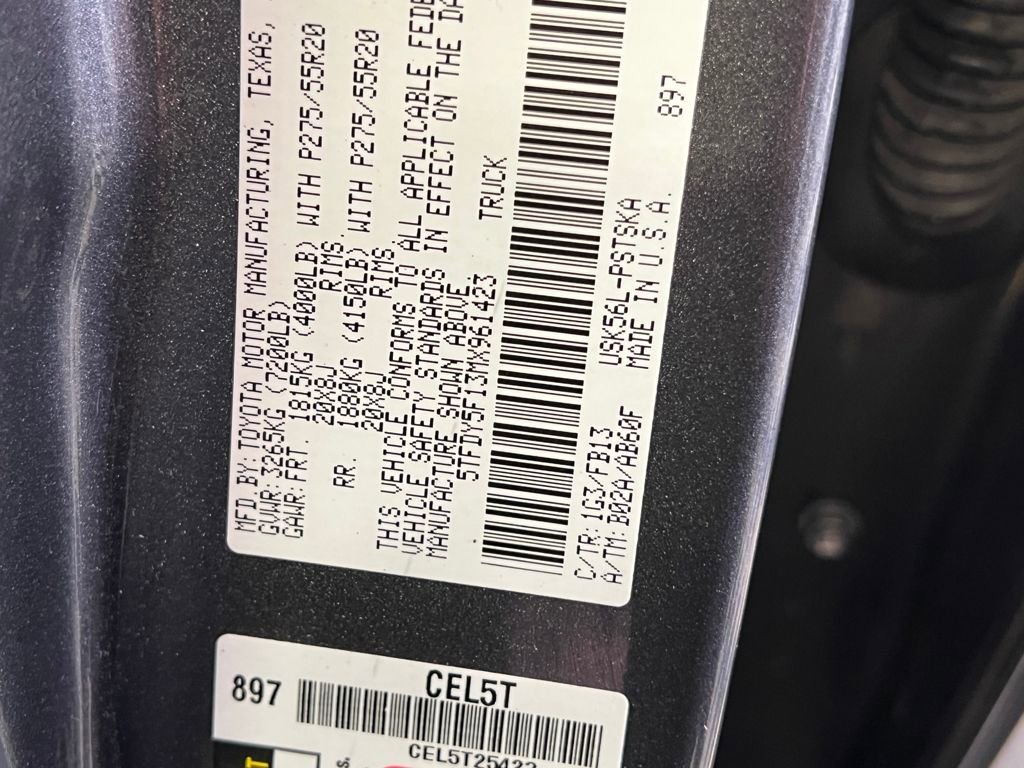 MFD.BY:TOYOTA MOTOR MANUFACTURING, TEXAS,
GVWR:3265KG (7200LB)
GAWR:FRT. 1815KG (4000LB) WITH P275/55R20
20X8J RIMS,
RR. 1880KG (4150LB) WITH P275/55R20
20X8J RIMS.
THIS VEHICLE CONFORMS TO ALL APPLICABLE
VEHICLE SAFETY STANDARDS IN EFFECT ON THE
MANUFACTURE SHOWN ABOVE.
5TFDY5F13MX961423 TRUCK
C/TR: 1G3/FB13 USK56L-PSTSKA 897
A/TM: B02A/AB60F MADE IN U.S.A.
CEL5T
897